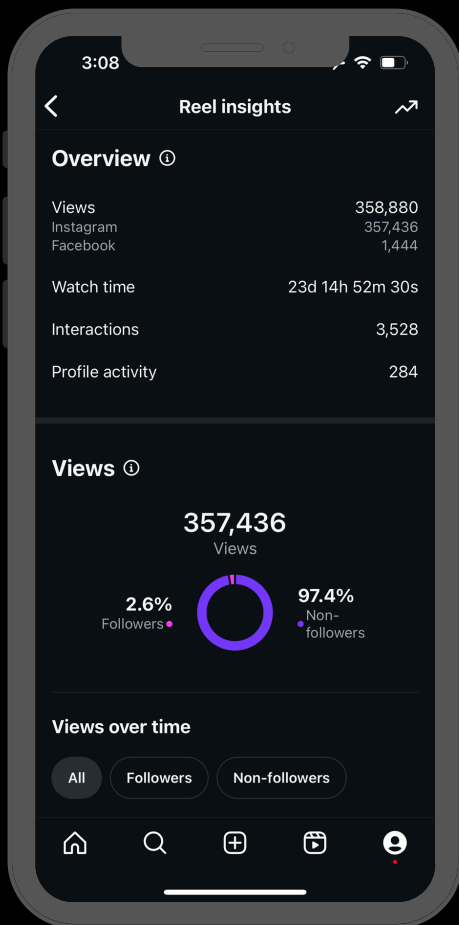 3:08
Reel insights
Overview
Views 358,880
Instagram 357,436
Facebook 1,444
Watch time 23d 14h 52m 30s
Interactions 3,528
Profile activity 284
Views
357,436
Views
2.6%
Followers
97.4%
Non-
followers
Views over time
All Followers Non-followers